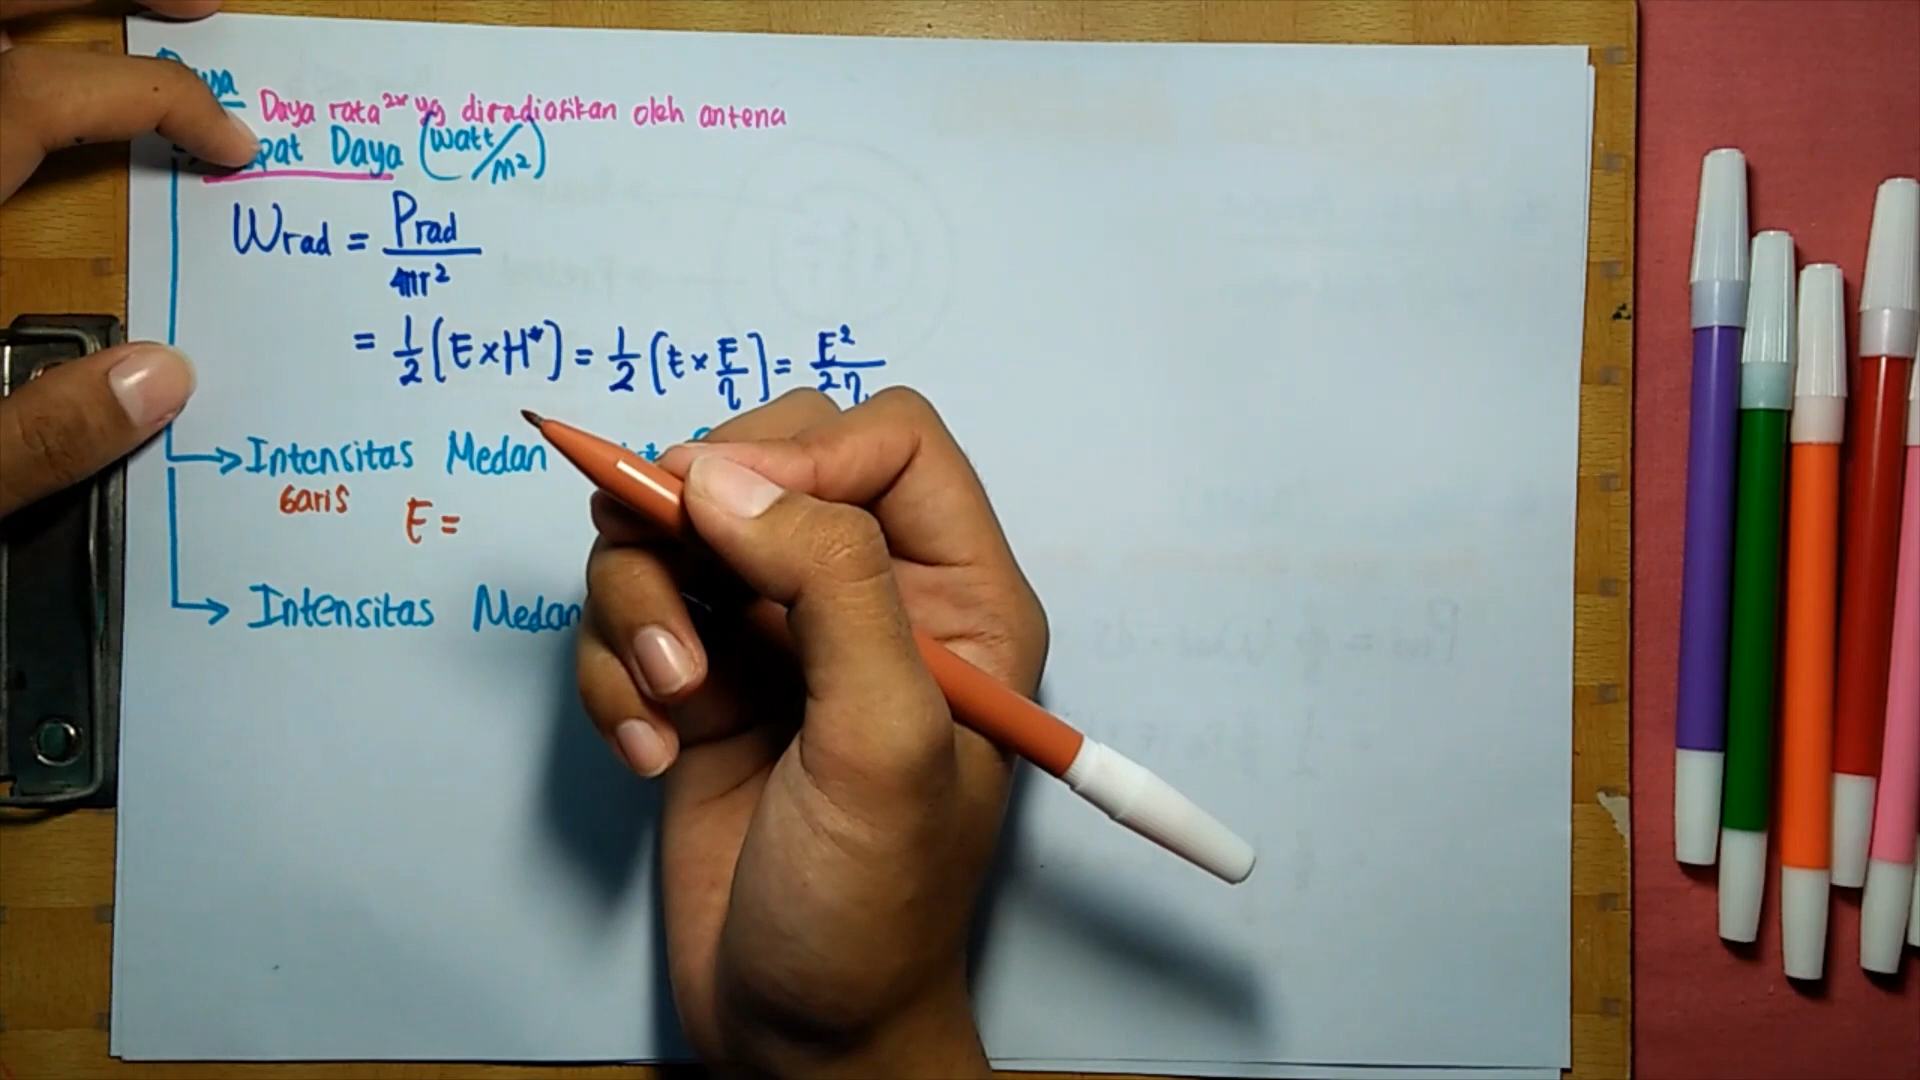 Daya rata²" yg diradiasikan oleh antena
Daya (Watt/m²)
Wrad = Prad / 4πr²
= 1/2 [E × H*] = 1/2 [E × E/η] = E²/2η
Intensitas Medan
Garis E =
Intensitas Medan